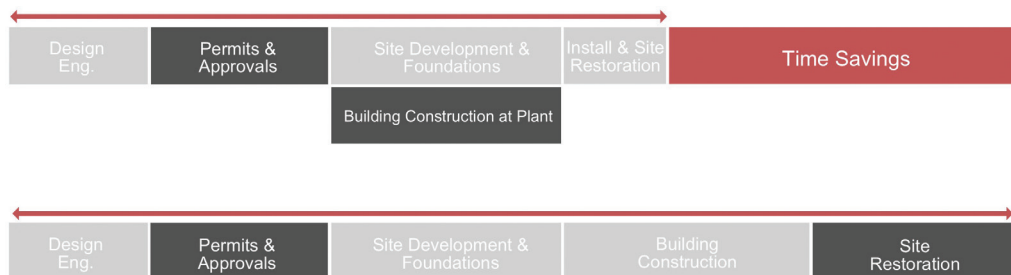 Design
Eng.
Permits &
Approvals
Site Development &
Foundations
Install & Site
Restoration
Time Savings
Building Construction at Plant
Design
Eng.
Permits &
Approvals
Site Development &
Foundations
Building
Construction
Site
Restoration